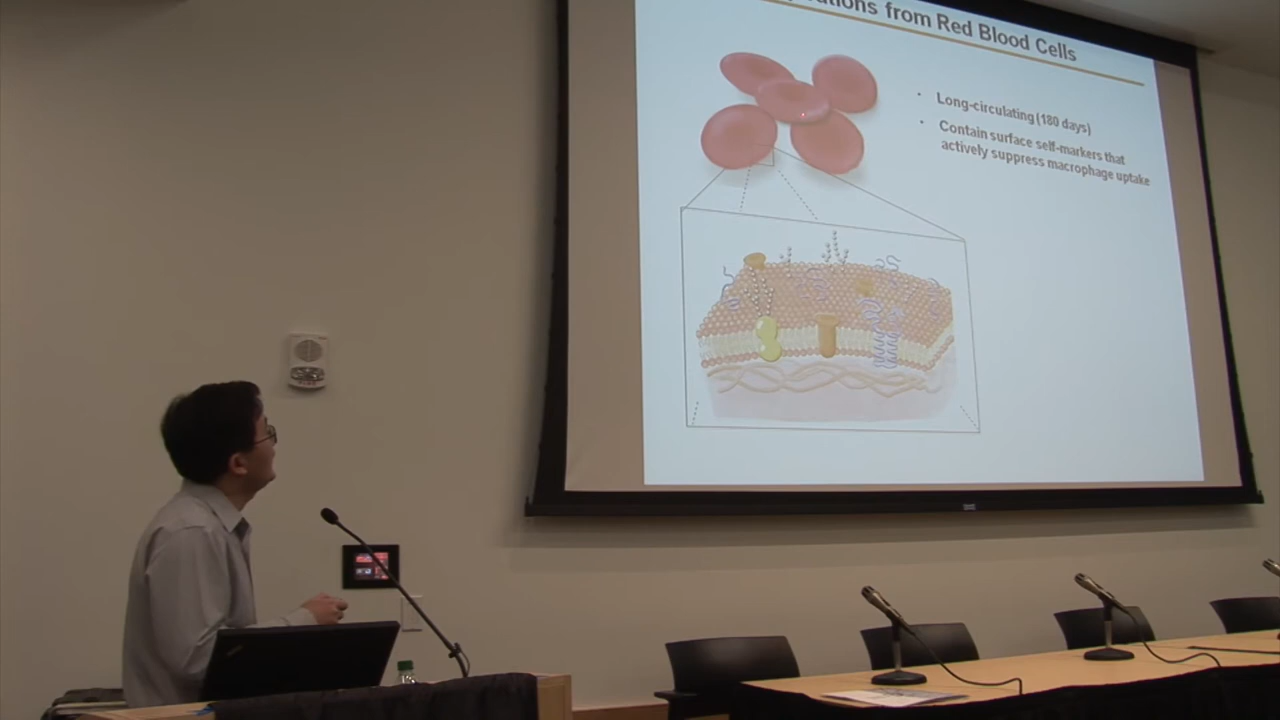 from Red Blood Cells
• Long-circulating (180 days)
• Contain surface self-markers that
actively suppress macrophage uptake